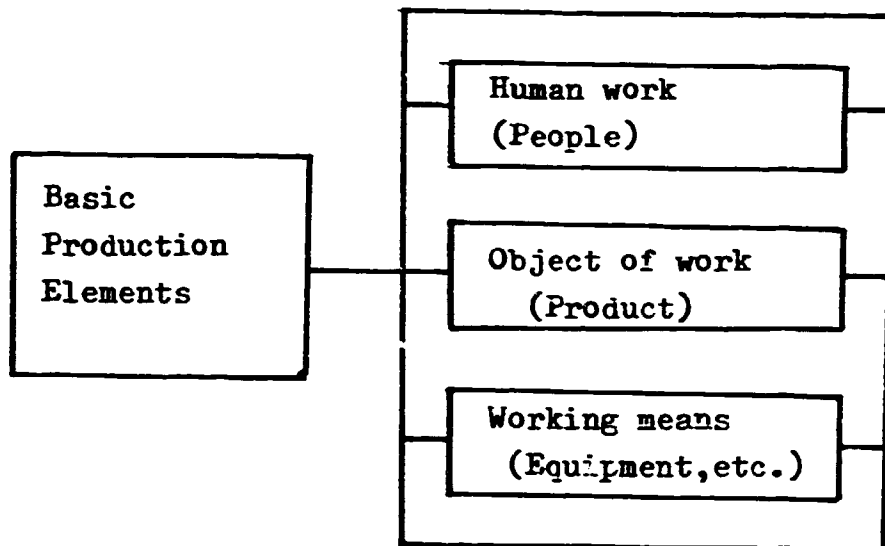 Basic
Production
Elements
Human work
(People)
Object of work
(Product)
Working means
(Equipment,etc.)